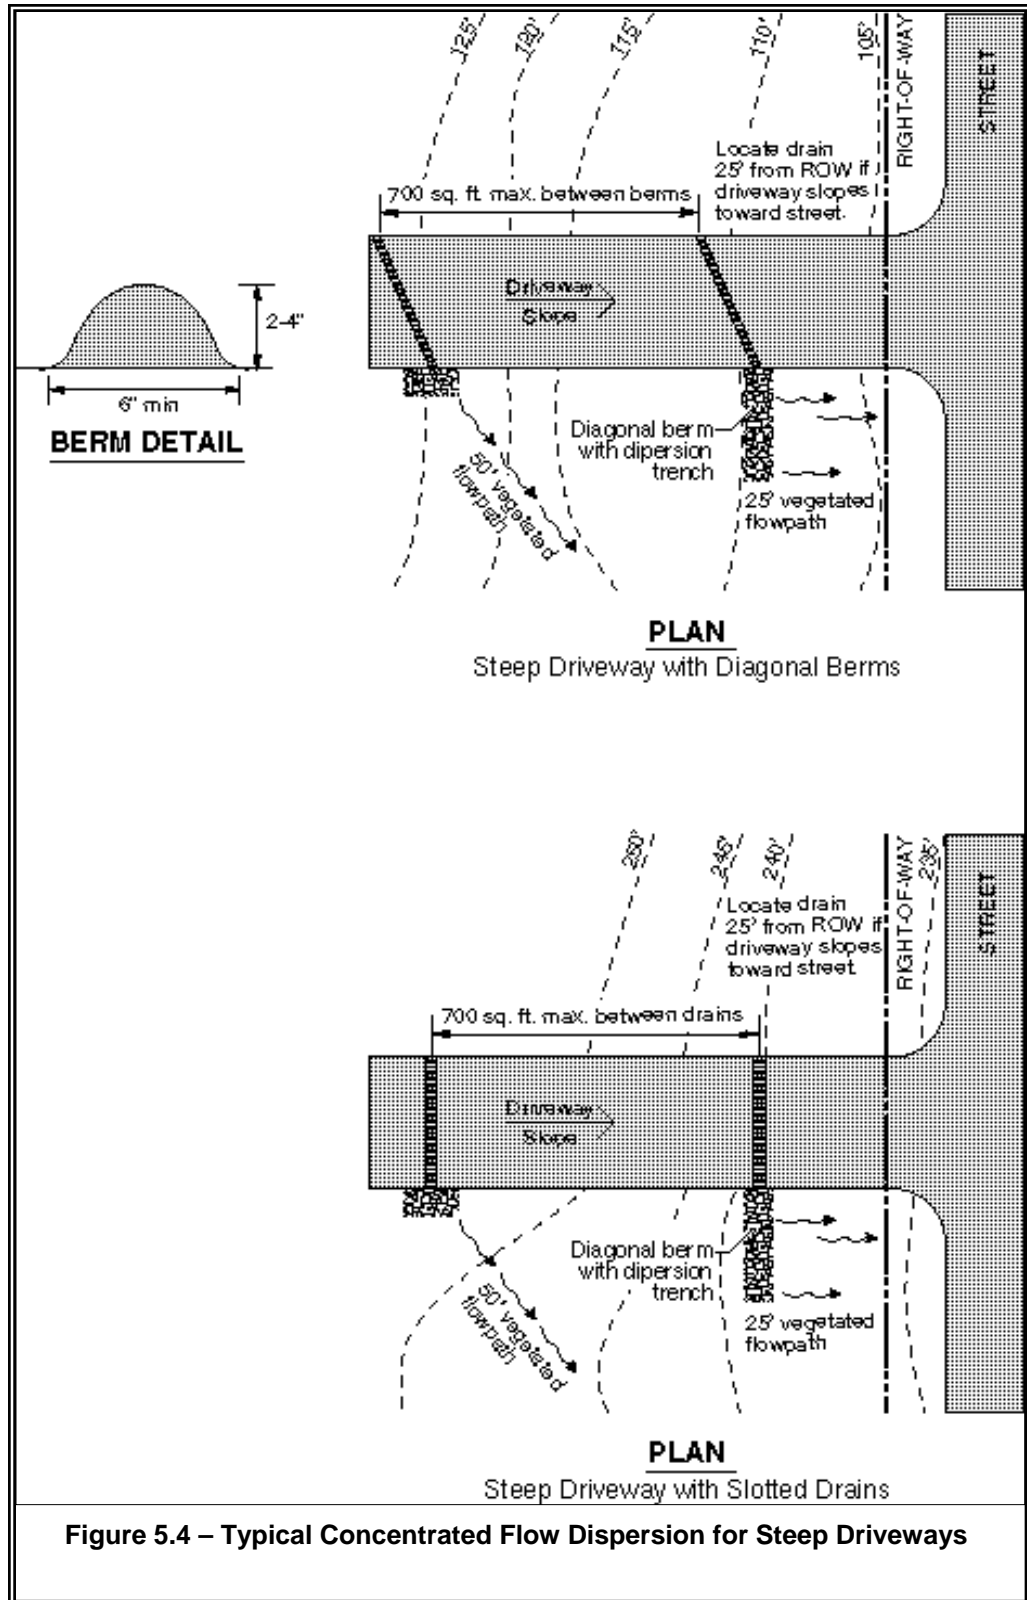 125'
120'
115'
110'
105'
RIGHT-OF-WAY
STREET
Locate drain
25' from ROW if
driveway slopes
toward street.
700 sq. ft. max. between berms
Driveway
Slope
2-4"
6" min
BERM DETAIL
Diagonal berm
with dipersion
trench
50' vegetated
flowpath
25' vegetated
flowpath
PLAN
Steep Driveway with Diagonal Berms
250'
245'
240'
235'
RIGHT-OF-WAY
STREET
Locate drain
25' from ROW if
driveway slopes
toward street.
700 sq. ft. max. between drains
Driveway
Slope
Diagonal berm
with dipersion
trench
50' vegetated
flowpath
25' vegetated
flowpath
PLAN
Steep Driveway with Slotted Drains
Figure 5.4 – Typical Concentrated Flow Dispersion for Steep Driveways